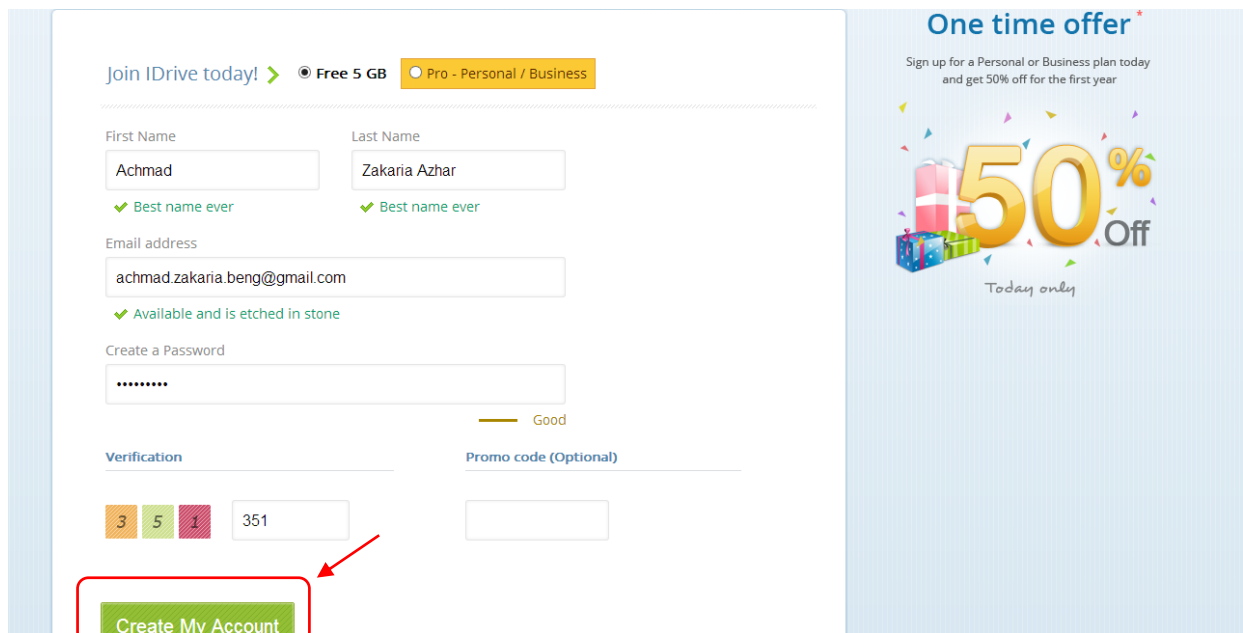 Join IDrive today! Free 5 GB Pro - Personal / Business
First Name Last Name
Achmad Zakaria Azhar
Best name ever Best name ever
Email address
achmad.zakaria.beng@gmail.com
Available and is etched in stone
Create a Password
•••••••••
Good
Verification Promo code (Optional)
3 5 1 351
Create My Account
One time offer*
Sign up for a Personal or Business plan today
and get 50% off for the first year
50% Off
Today only